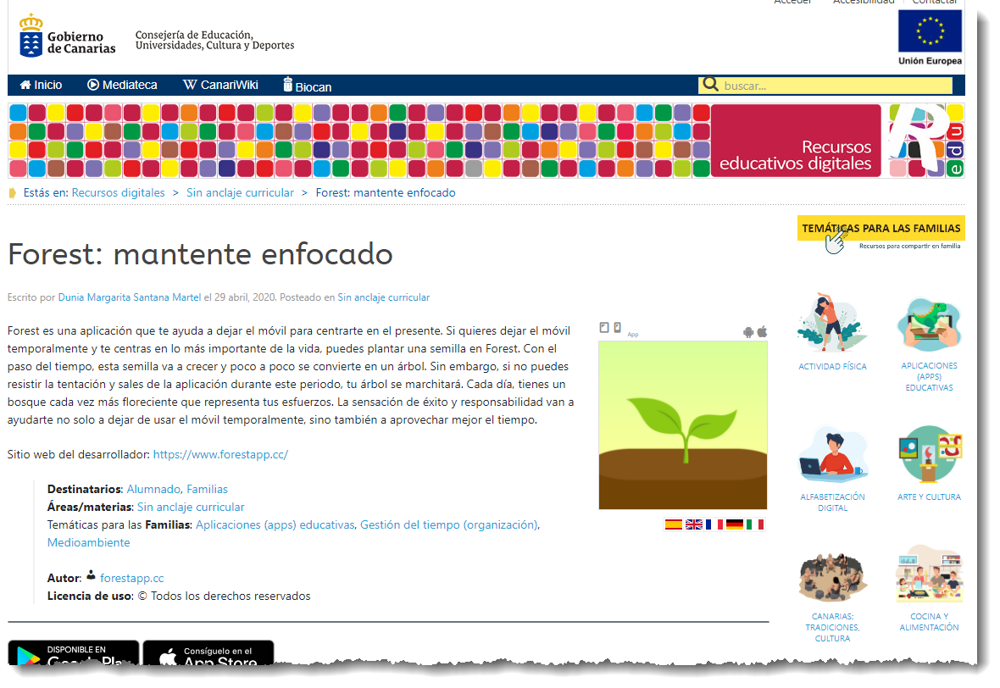 Acceder Accesibilidad Contactar
Gobierno
de Canarias
Consejería de Educación,
Universidades, Cultura y Deportes
Unión Europea
Inicio Mediateca CanariWiki Biocan
buscar...
Recursos
educativos digitales
R
edu
Estás en: Recursos digitales > Sin anclaje curricular > Forest: mantente enfocado
TEMÁTICAS PARA LAS FAMILIAS
Recursos para compartir en familia
Forest: mantente enfocado
Escrito por Dunia Margarita Santana Martel el 29 abril, 2020. Posteado en Sin anclaje curricular
Forest es una aplicación que te ayuda a dejar el móvil para centrarte en el presente. Si quieres dejar el móvil
temporalmente y te centras en lo más importante de la vida, puedes plantar una semilla en Forest. Con el
paso del tiempo, esta semilla va a crecer y poco a poco se convierte en un árbol. Sin embargo, si no puedes
resistir la tentación y sales de la aplicación durante este periodo, tu árbol se marchitará. Cada día, tienes un
bosque cada vez más floreciente que representa tus esfuerzos. La sensación de éxito y responsabilidad van a
ayudarte no solo a dejar de usar el móvil temporalmente, sino también a aprovechar mejor el tiempo.
App
Sitio web del desarrollador: https://www.forestapp.cc/
Destinatarios: Alumnado, Familias
Áreas/materias: Sin anclaje curricular
Temáticas para las Familias: Aplicaciones (apps) educativas, Gestión del tiempo (organización),
Medioambiente
Autor: forestapp.cc
Licencia de uso: © Todos los derechos reservados
DISPONIBLE EN
Google Play
Consíguelo en el
App Store
ACTIVIDAD FÍSICA
APLICACIONES
(APPS)
EDUCATIVAS
ALFABETIZACIÓN
DIGITAL
ARTE Y CULTURA
CANARIAS:
TRADICIONES,
CULTURA
COCINA Y
ALIMENTACIÓN